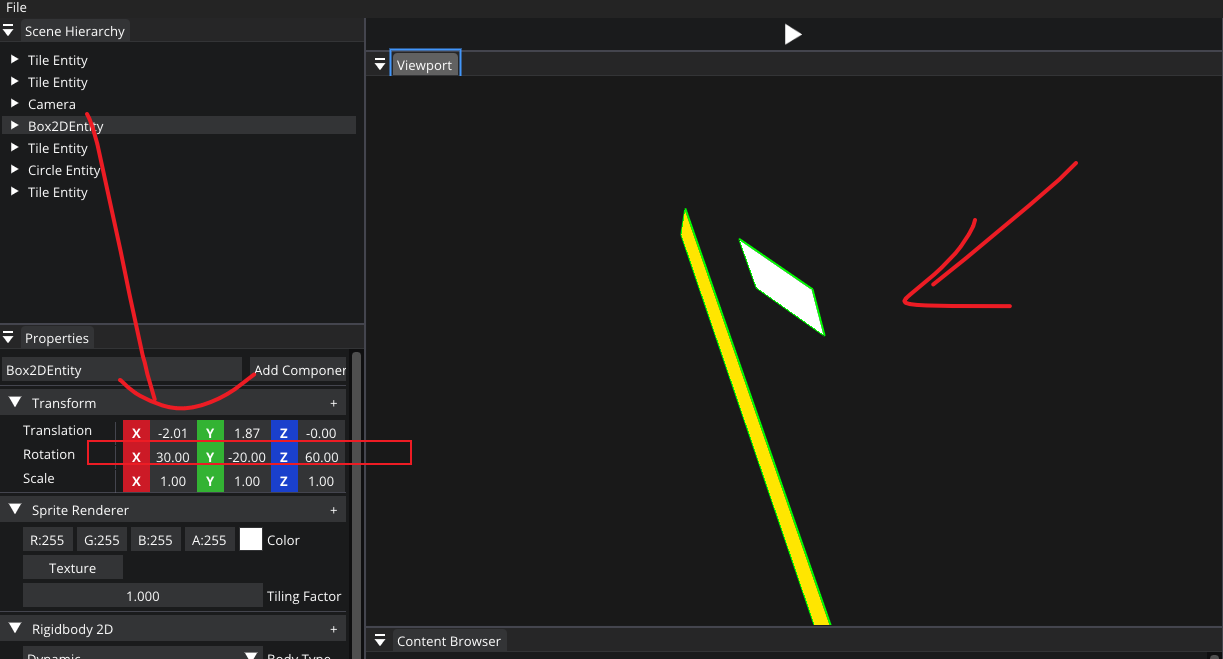 File
Scene Hierarchy
Tile Entity
Tile Entity
Camera
Box2DEntity
Tile Entity
Circle Entity
Tile Entity
Viewport
Properties
Box2DEntity
Add Componer
Transform +
Translation X -2.01 Y 1.87 Z -0.00
Rotation X 30.00 Y -20.00 Z 60.00
Scale X 1.00 Y 1.00 Z 1.00
Sprite Renderer +
R:255 G:255 B:255 A:255 Color
Texture
1.000 Tiling Factor
Rigidbody 2D +
Dynamic Body Type
Content Browser